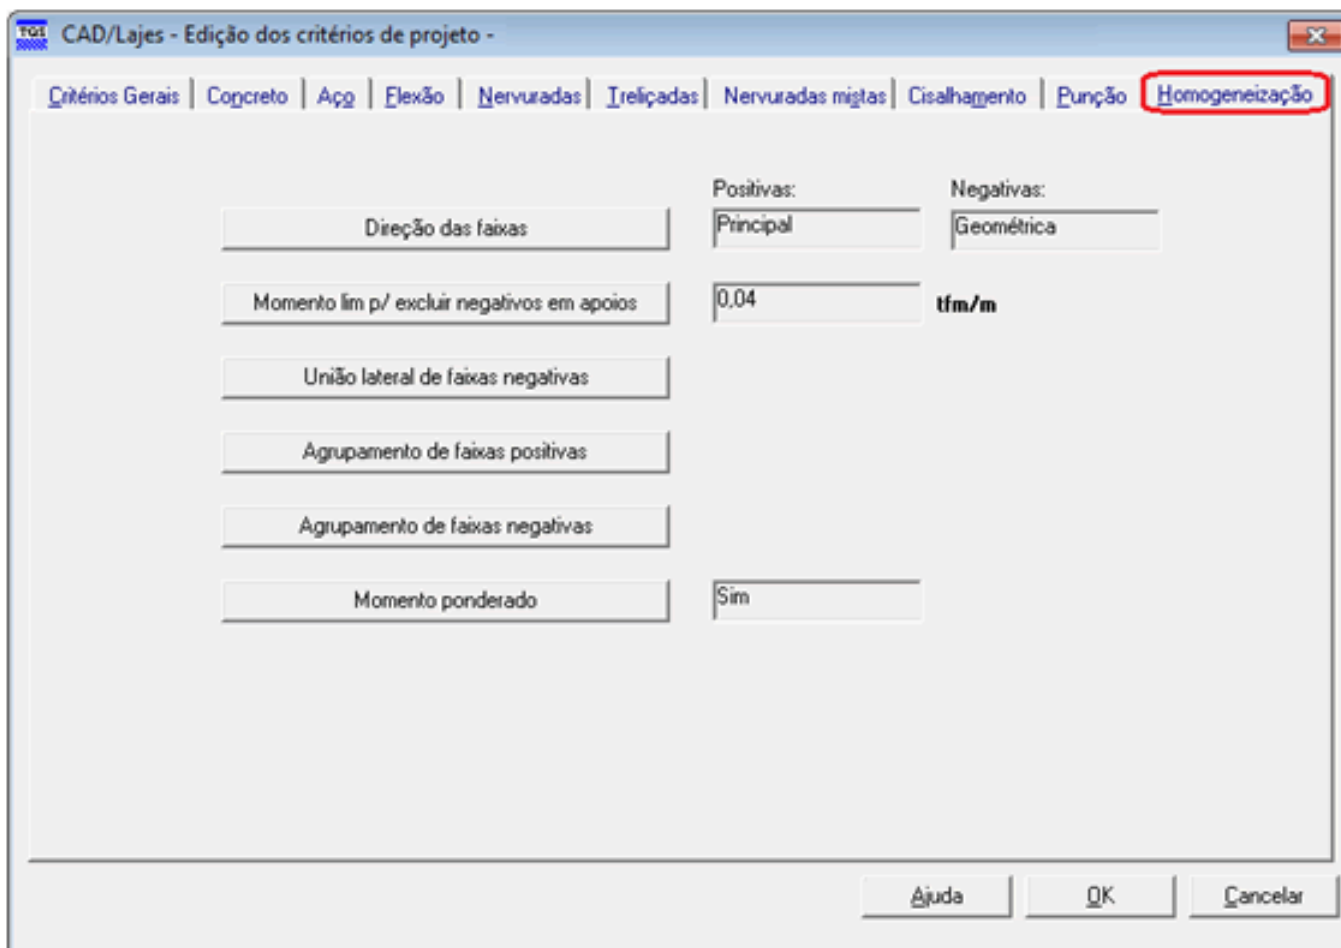 TQS CAD/Lajes - Edição dos critérios de projeto -
Critérios Gerais Concreto Aço Flexão Nervuradas Treliçadas Nervuradas mistas Cisalhamento Punção Homogeneização
Positivas: Negativas:
Direção das faixas Principal Geométrica
Momento lim p/ excluir negativos em apoios 0,04 tfm/m
União lateral de faixas negativas
Agrupamento de faixas positivas
Agrupamento de faixas negativas
Momento ponderado Sim
Ajuda OK Cancelar